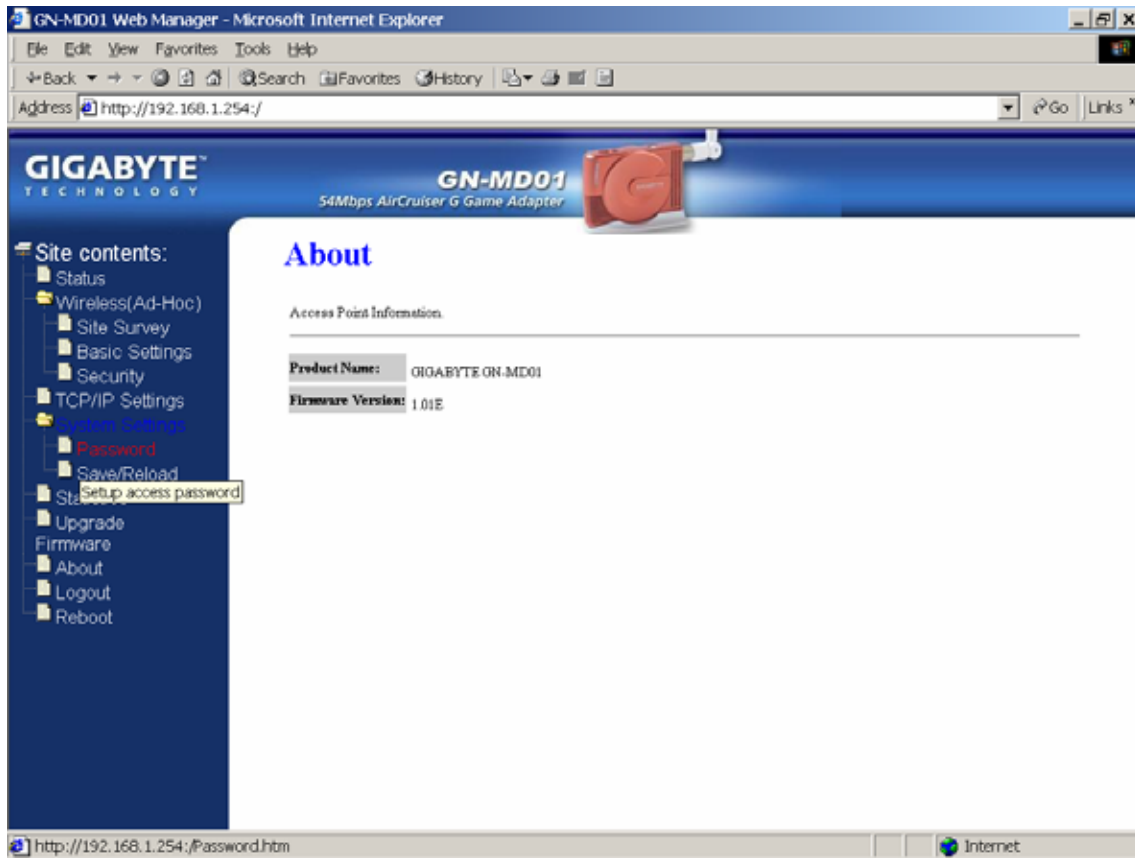 GN-MD01 Web Manager - Microsoft Internet Explorer
File Edit View Favorites Tools Help
Back Search Favorites History
Address http://192.168.1.254:/ Go Links
GIGABYTE™
TECHNOLOGY
GN-MD01
54Mbps AirCruiser G Game Adapter
Site contents:
Status
Wireless(Ad-Hoc)
Site Survey
Basic Settings
Security
TCP/IP Settings
System Settings
Password
Save/Reload
Setup access password
Upgrade
Firmware
About
Logout
Reboot
About
Access Point Information.
Product Name: GIGABYTE GN-MD01
Firmware Version: 1.01E
http://192.168.1.254:/Password.htm
Internet